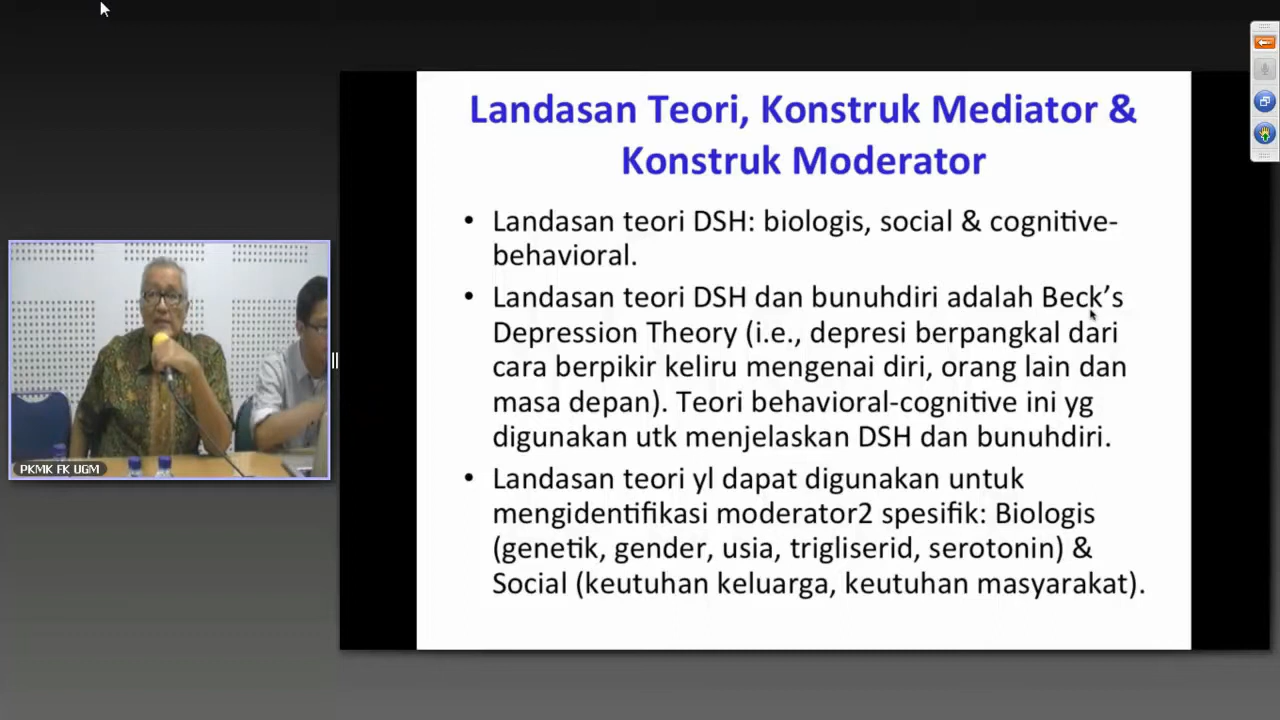 Landasan Teori, Konstruk Mediator &
Konstruk Moderator
• Landasan teori DSH: biologis, social & cognitive-
behavioral.
• Landasan teori DSH dan bunuhdiri adalah Beck’s
Depression Theory (i.e., depresi berpangkal dari
cara berpikir keliru mengenai diri, orang lain dan
masa depan). Teori behavioral-cognitive ini yg
digunakan utk menjelaskan DSH dan bunuhdiri.
• Landasan teori yl dapat digunakan untuk
mengidentifikasi moderator2 spesifik: Biologis
(genetik, gender, usia, trigliserid, serotonin) &
Social (keutuhan keluarga, keutuhan masyarakat).
PKMK FK UGM